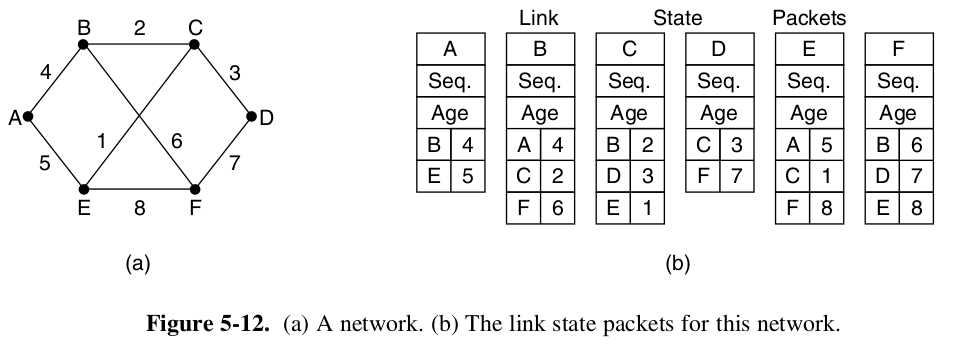 B 2 C
4 3
A D
1 6
5 7
E 8 F
(a)
Link State Packets
A B C D E F
Seq. Seq. Seq. Seq. Seq. Seq.
Age Age Age Age Age Age
B 4 A 4 B 2 C 3 A 5 B 6
E 5 C 2 D 3 F 7 C 1 D 7
F 6 E 1 F 8 E 8
(b)
Figure 5-12. (a) A network. (b) The link state packets for this network.